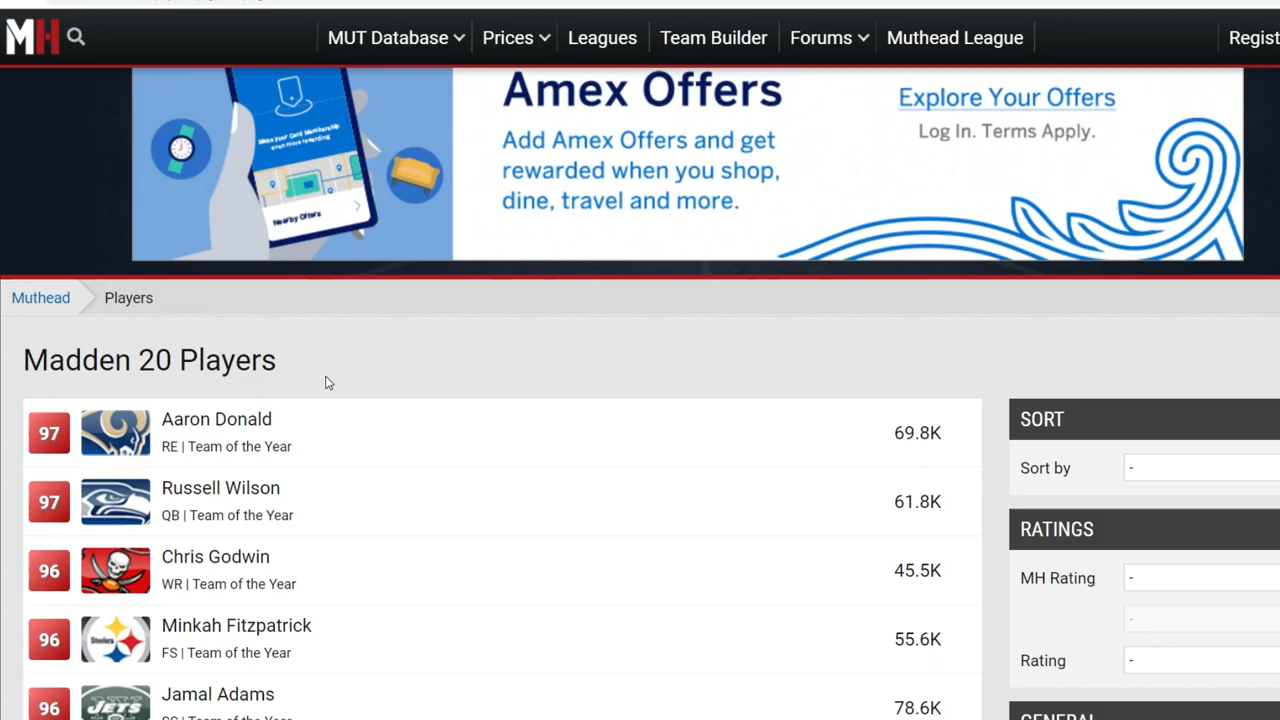 MH
MUT Database
Prices
Leagues
Team Builder
Forums
Muthead League
Regist
Amex Offers
Add Amex Offers and get
rewarded when you shop,
dine, travel and more.
Explore Your Offers
Log In. Terms Apply.
Nearby Offers
Muthead
Players
Madden 20 Players
97
Aaron Donald
RE | Team of the Year
69.8K
97
Russell Wilson
QB | Team of the Year
61.8K
96
Chris Godwin
WR | Team of the Year
45.5K
96
Steelers
Minkah Fitzpatrick
FS | Team of the Year
55.6K
96
JETS
Jamal Adams
78.6K
SORT
Sort by
-
RATINGS
MH Rating
-
-
Rating
-
GENERAL